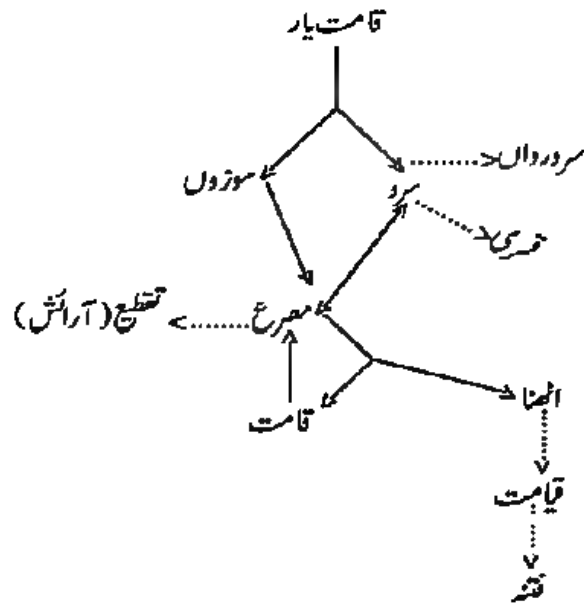 قامت یار
سرو رواں
موزوں
سرو
قمری
مصرع
تقطیع (آرائش)
اٹھنا
قامت
قیامت
فتنہ